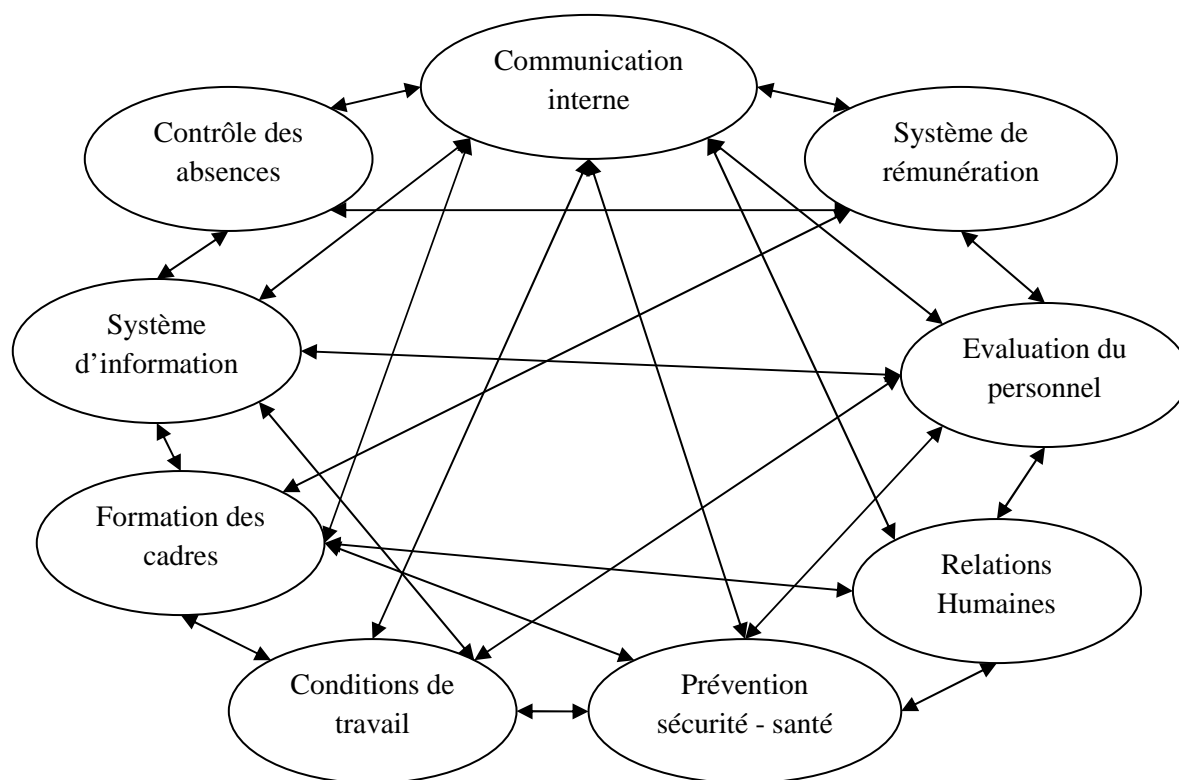 Communication
interne
Contrôle des
absences
Système de
rémunération
Système
d’information
Evaluation du
personnel
Formation des
cadres
Relations
Humaines
Conditions de
travail
Prévention
sécurité - santé